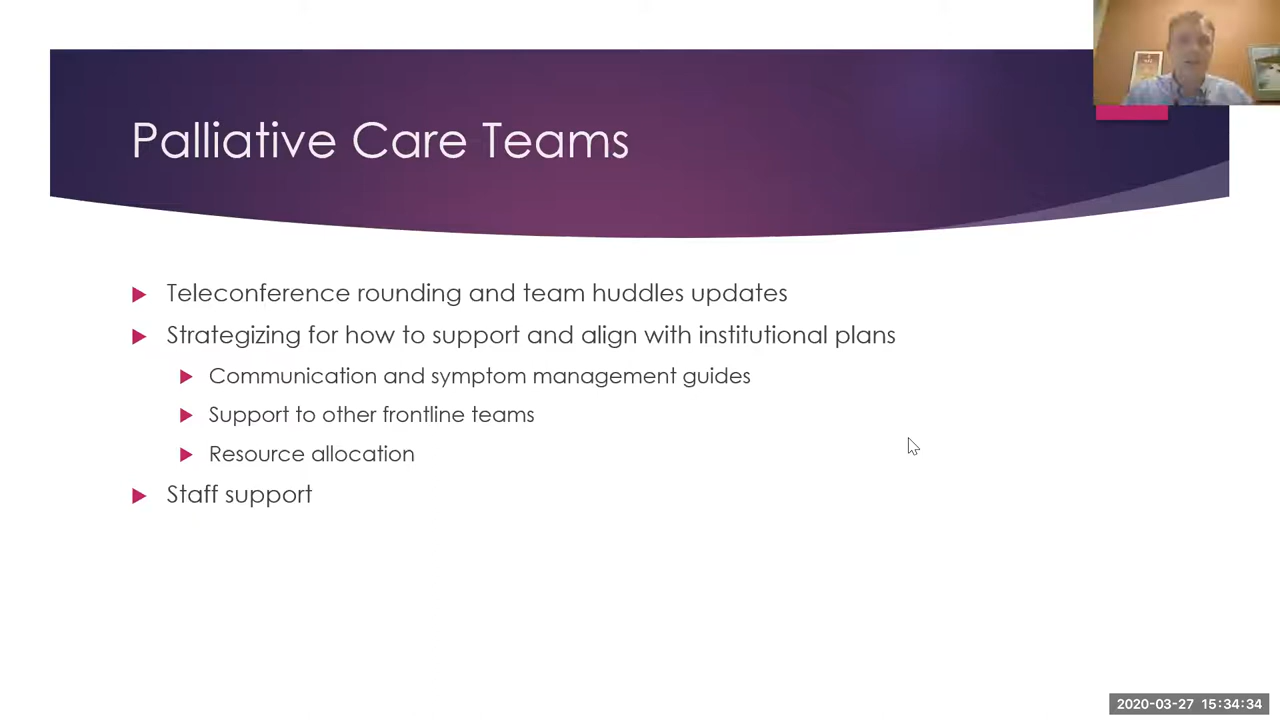 Palliative Care Teams
Teleconference rounding and team huddles updates
Strategizing for how to support and align with institutional plans
Communication and symptom management guides
Support to other frontline teams
Resource allocation
Staff support
2020-03-27 15:34:34